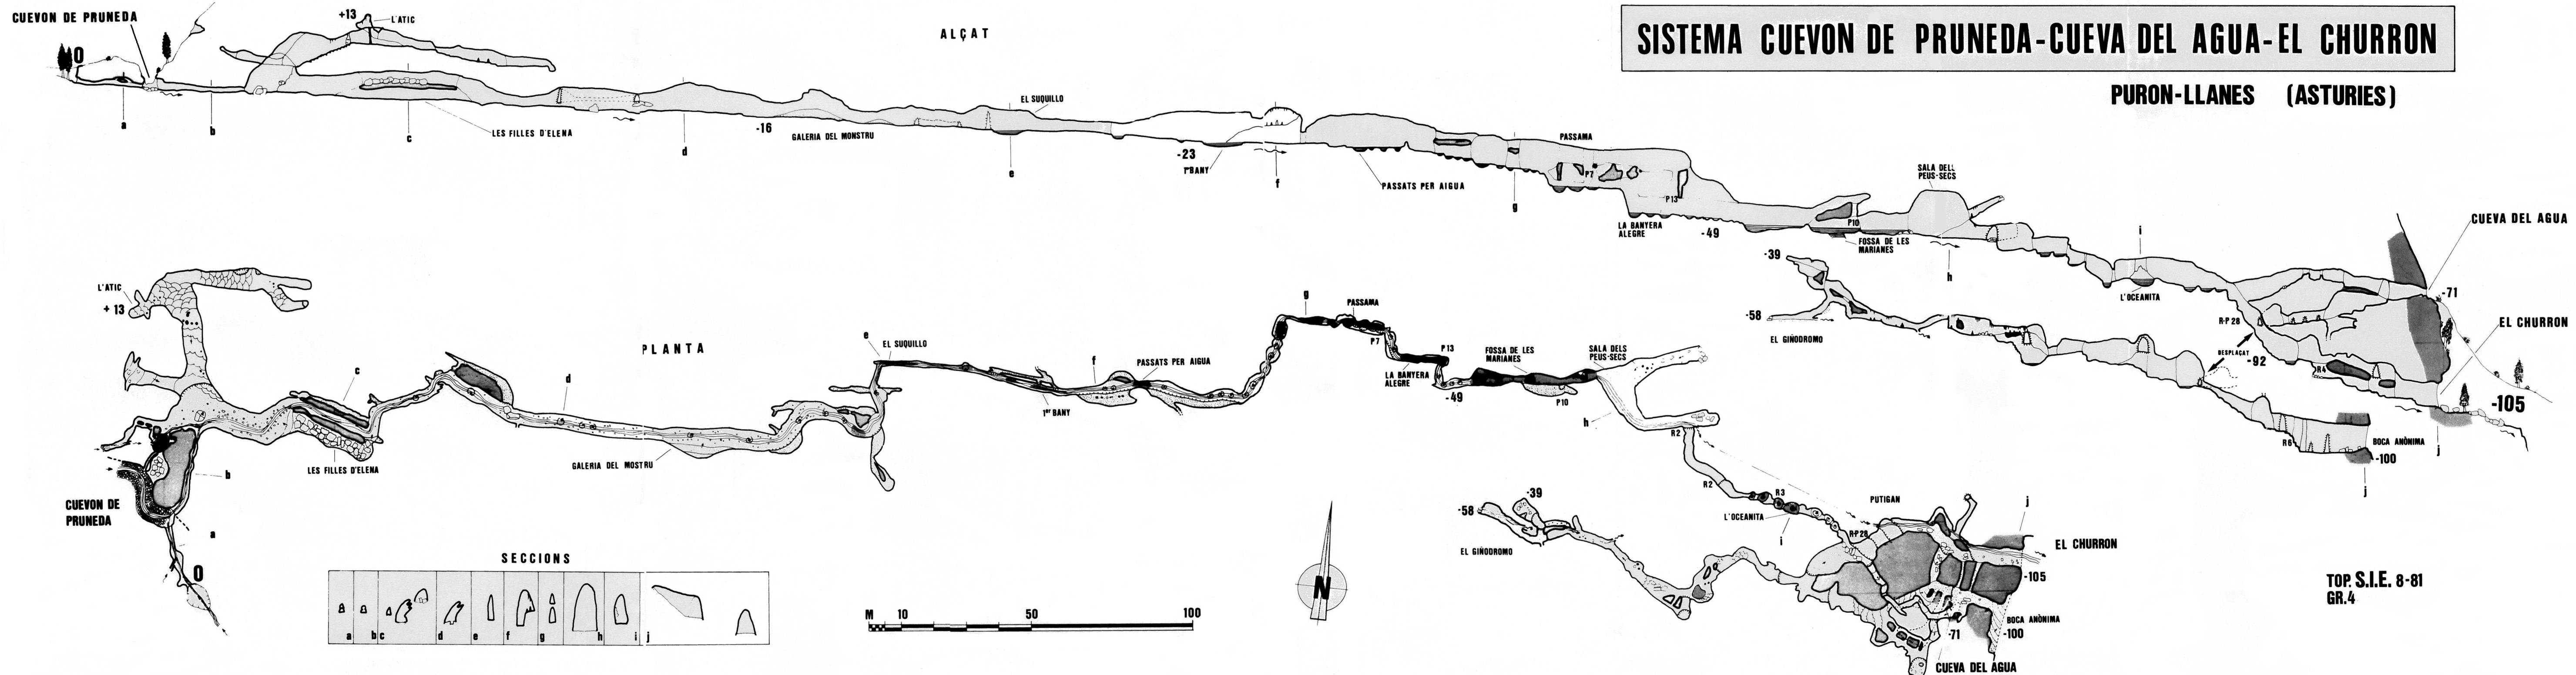 SISTEMA CUEVON DE PRUNEDA-CUEVA DEL AGUA-EL CHURRON
PURON-LLANES (ASTURIES)
ALÇAT
CUEVON DE PRUNEDA
0
+13
L'ATIC
a
b
c
LES FILLES D'ELENA
d
-16
GALERIA DEL MONSTRU
EL SUQUILLO
e
-23
1er BANY
f
PASSATS PER AIGUA
g
PASSAMA
P7
P13
LA BANYERA
ALEGRE
-49
P10
FOSSA DE LES
MARIANES
SALA DELS
PEUS-SECS
h
i
L'OCEANITA
R-P 28
DESPLAÇAT
-92
R4
CUEVA DEL AGUA
-71
EL CHURRON
-105
j
-39
-58
EL GIÑODROMO
R6
BOCA ANÒNIMA
-100
j
PLANTA
L'ATIC
+13
CUEVON DE
PRUNEDA
0
a
b
c
LES FILLES D'ELENA
d
GALERIA DEL MOSTRU
e
EL SUQUILLO
1er BANY
f
PASSATS PER AIGUA
g
PASSAMA
P7
P13
LA BANYERA
ALEGRE
-49
FOSSA DE LES
MARIANES
P10
SALA DELS
PEUS-SECS
h
R2
R2
R3
L'OCEANITA
i
PUTIGAN
R-P 28
j
EL CHURRON
-105
BOCA ANÒNIMA
-100
-71
CUEVA DEL AGUA
-39
-58
EL GIÑODROMO
SECCIONS
a b c d e f g h i j
M 10 50 100
N
TOP. S.I.E. 8-81
GR.4